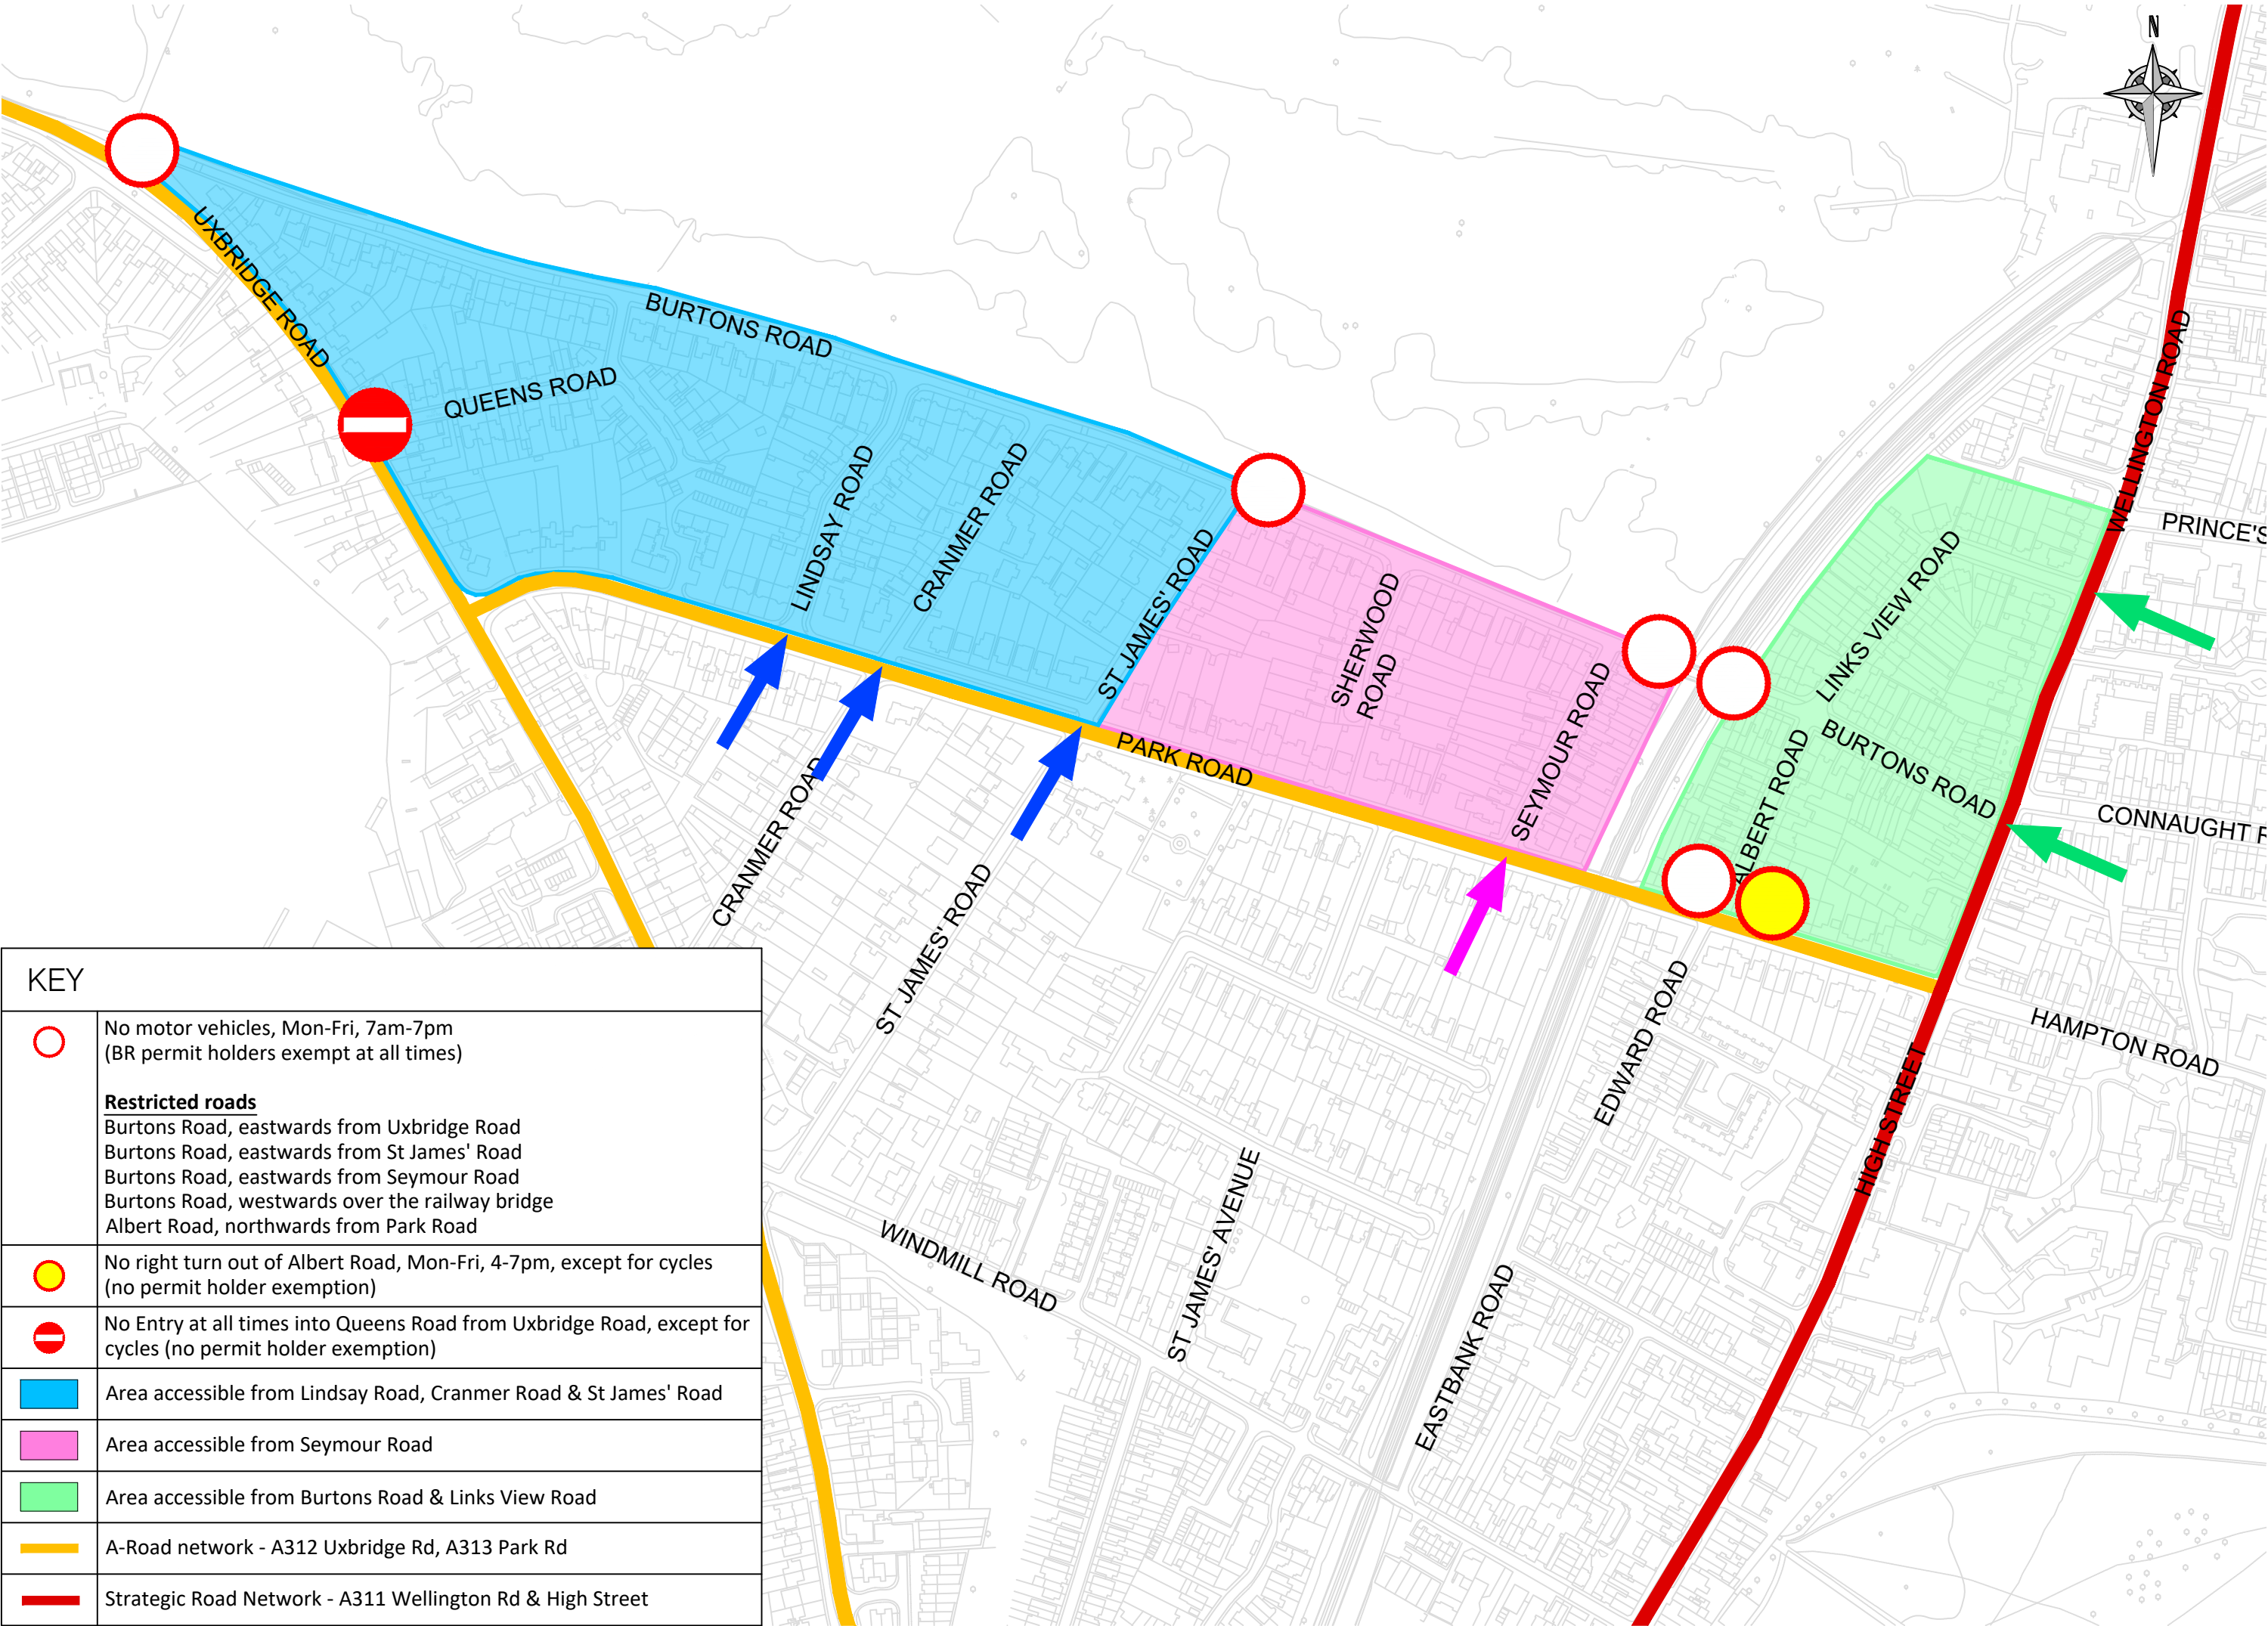 N
UXBRIDGE ROAD
BURTONS ROAD
QUEENS ROAD
LINDSAY ROAD
CRANMER ROAD
ST JAMES' ROAD
SHERWOOD
ROAD
SEYMOUR ROAD
PARK ROAD
LINKS VIEW ROAD
BURTONS ROAD
ALBERT ROAD
WELLINGTON ROAD
PRINCE'S
CONNAUGHT R
CRANMER ROAD
ST JAMES' ROAD
EDWARD ROAD
HAMPTON ROAD
HIGH STREET
WINDMILL ROAD
ST JAMES' AVENUE
EASTBANK ROAD
KEY
No motor vehicles, Mon-Fri, 7am-7pm
(BR permit holders exempt at all times)
Restricted roads
Burtons Road, eastwards from Uxbridge Road
Burtons Road, eastwards from St James' Road
Burtons Road, eastwards from Seymour Road
Burtons Road, westwards over the railway bridge
Albert Road, northwards from Park Road
No right turn out of Albert Road, Mon-Fri, 4-7pm, except for cycles
(no permit holder exemption)
No Entry at all times into Queens Road from Uxbridge Road, except for
cycles (no permit holder exemption)
Area accessible from Lindsay Road, Cranmer Road & St James' Road
Area accessible from Seymour Road
Area accessible from Burtons Road & Links View Road
A-Road network - A312 Uxbridge Rd, A313 Park Rd
Strategic Road Network - A311 Wellington Rd & High Street